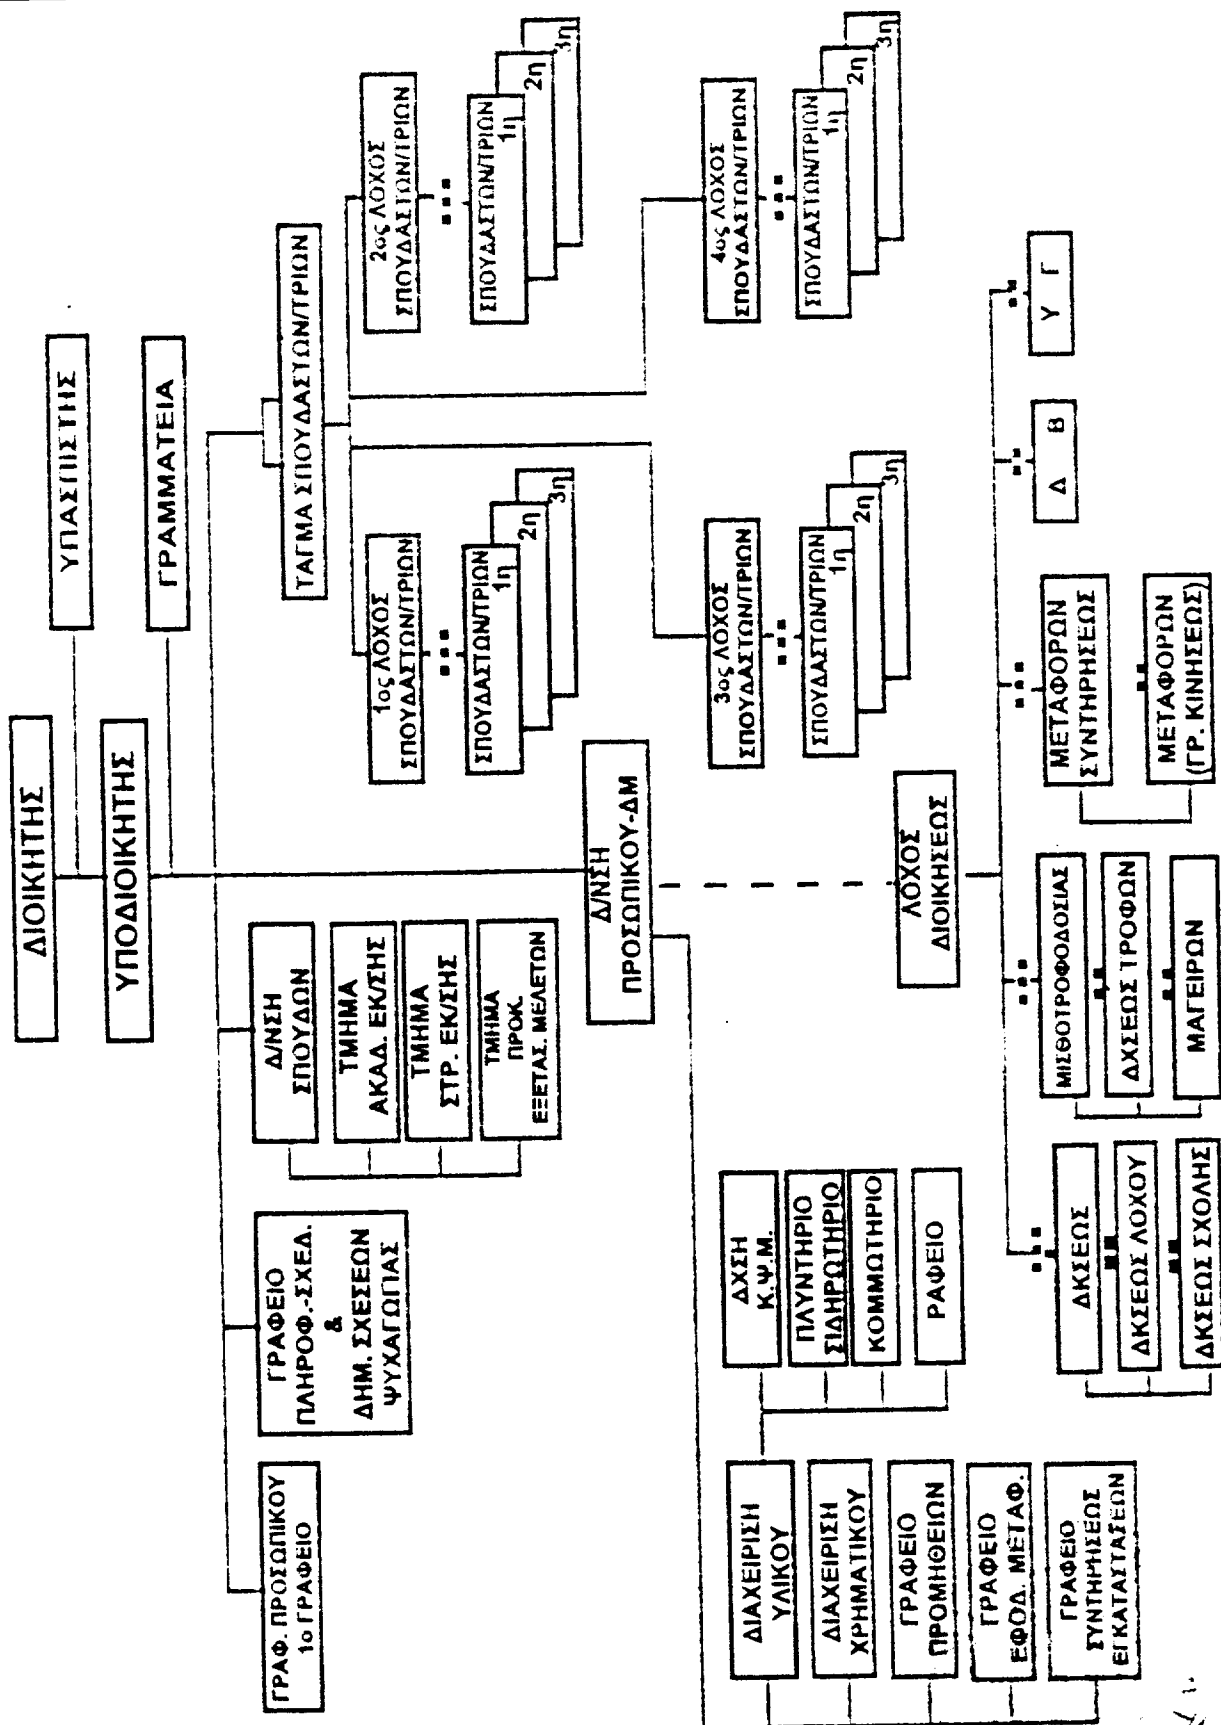 ΔΙΟΙΚΗΤΗΣ
ΥΠΑΣΠΙΣΤΗΣ
ΥΠΟΔΙΟΙΚΗΤΗΣ
ΓΡΑΜΜΑΤΕΙΑ
ΓΡΑΦ. ΠΡΟΣΩΠΙΚΟΥ
1ο ΓΡΑΦΕΙΟ
ΓΡΑΦΕΙΟ
ΠΛΗΡΟΦ.-ΣΧΕΔ.
&
ΔΗΜ. ΣΧΕΣΕΩΝ
ΨΥΧΑΓΩΓΙΑΣ
Δ/ΝΣΗ
ΣΠΟΥΔΩΝ
ΤΜΗΜΑ
ΑΚΑΔ. ΕΚ/ΣΗΣ
ΤΜΗΜΑ
ΣΤΡ. ΕΚ/ΣΗΣ
ΤΜΗΜΑ
ΠΡΟΚ.
ΕΞΕΤΑΣ. ΜΕΛΕΤΩΝ
ΤΑΓΜΑ ΣΠΟΥΔΑΣΤΩΝ/ΤΡΙΩΝ
1ος ΛΟΧΟΣ
ΣΠΟΥΔΑΣΤΩΝ/ΤΡΙΩΝ
ΣΠΟΥΔΑΣΤΩΝ/ΤΡΙΩΝ
1η
2η
3η
2ος ΛΟΧΟΣ
ΣΠΟΥΔΑΣΤΩΝ/ΤΡΙΩΝ
ΣΠΟΥΔΑΣΤΩΝ/ΤΡΙΩΝ
1η
2η
3η
3ος ΛΟΧΟΣ
ΣΠΟΥΔΑΣΤΩΝ/ΤΡΙΩΝ
ΣΠΟΥΔΑΣΤΩΝ/ΤΡΙΩΝ
1η
2η
3η
4ος ΛΟΧΟΣ
ΣΠΟΥΔΑΣΤΩΝ/ΤΡΙΩΝ
ΣΠΟΥΔΑΣΤΩΝ/ΤΡΙΩΝ
1η
2η
3η
Δ/ΝΣΗ
ΠΡΟΣΩΠΙΚΟΥ-ΔΜ
ΔΙΑΧΕΙΡΙΣΗ
ΥΛΙΚΟΥ
ΔΙΑΧΕΙΡΙΣΗ
ΧΡΗΜΑΤΙΚΟΥ
ΓΡΑΦΕΙΟ
ΠΡΟΜΗΘΕΙΩΝ
ΓΡΑΦΕΙΟ
ΕΦΟΔ. ΜΕΤΑΦ.
ΓΡΑΦΕΙΟ
ΣΥΝΤΗΡΗΣΕΩΣ
ΕΓΚΑΤΑΣΤΑΣΕΩΝ
ΔΧΣΗ
Κ.Ψ.Μ.
ΠΛΥΝΤΗΡΙΟ
ΣΙΔΗΡΩΤΗΡΙΟ
ΚΟΜΜΩΤΗΡΙΟ
ΡΑΦΕΙΟ
ΛΟΧΟΣ
ΔΙΟΙΚΗΣΕΩΣ
ΔΚΣΕΩΣ
ΔΚΣΕΩΣ ΛΟΧΟΥ
ΔΚΣΕΩΣ ΣΧΟΛΗΣ
ΜΙΣΘΟΤΡΟΦΟΔΟΣΙΑΣ
ΔΧΣΕΩΣ ΤΡΟΦΩΝ
ΜΑΓΕΙΡΩΝ
ΜΕΤΑΦΟΡΩΝ
ΣΥΝΤΗΡΗΣΕΩΣ
ΜΕΤΑΦΟΡΩΝ
(ΓΡ. ΚΙΝΗΣΕΩΣ)
Δ Β
Υ Γ